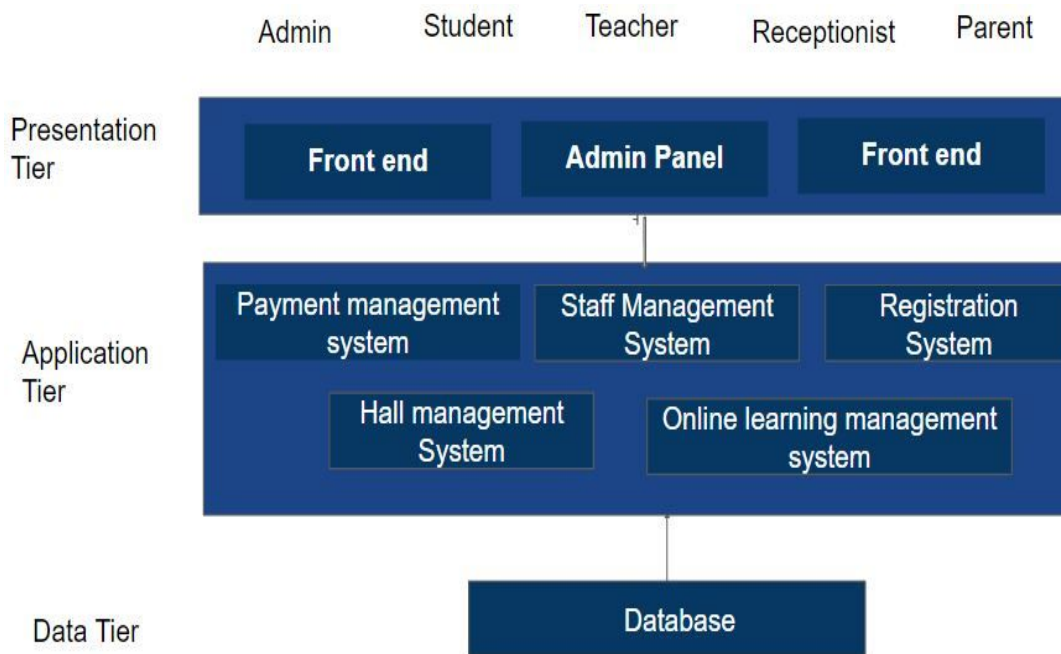 Admin Student Teacher Receptionist Parent
Presentation
Tier
Front end Admin Panel Front end
Payment management
system
Staff Management
System
Registration
System
Application
Tier
Hall management
System
Online learning management
system
Data Tier
Database